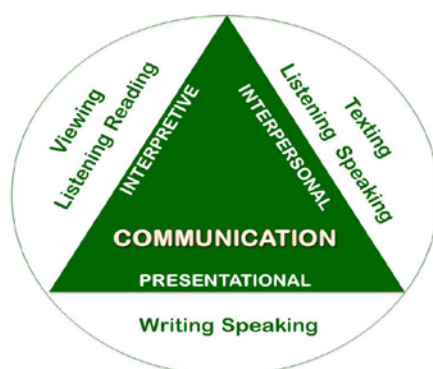 Viewing
Listening Reading
INTERPRETIVE
INTERPERSONAL
Texting
Listening Speaking
COMMUNICATION
PRESENTATIONAL
Writing Speaking